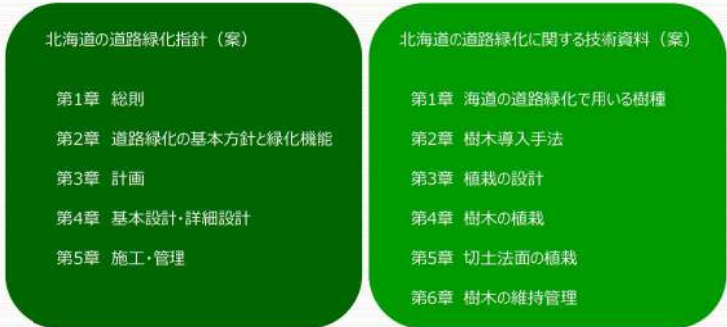 北海道の道路緑化指針（案）
第1章 総則
第2章 道路緑化の基本方針と緑化機能
第3章 計画
第4章 基本設計・詳細設計
第5章 施工・管理
北海道の道路緑化に関する技術資料（案）
第1章 海道の道路緑化で用いる樹種
第2章 樹木導入手法
第3章 植栽の設計
第4章 樹木の植栽
第5章 切土法面の植栽
第6章 樹木の維持管理